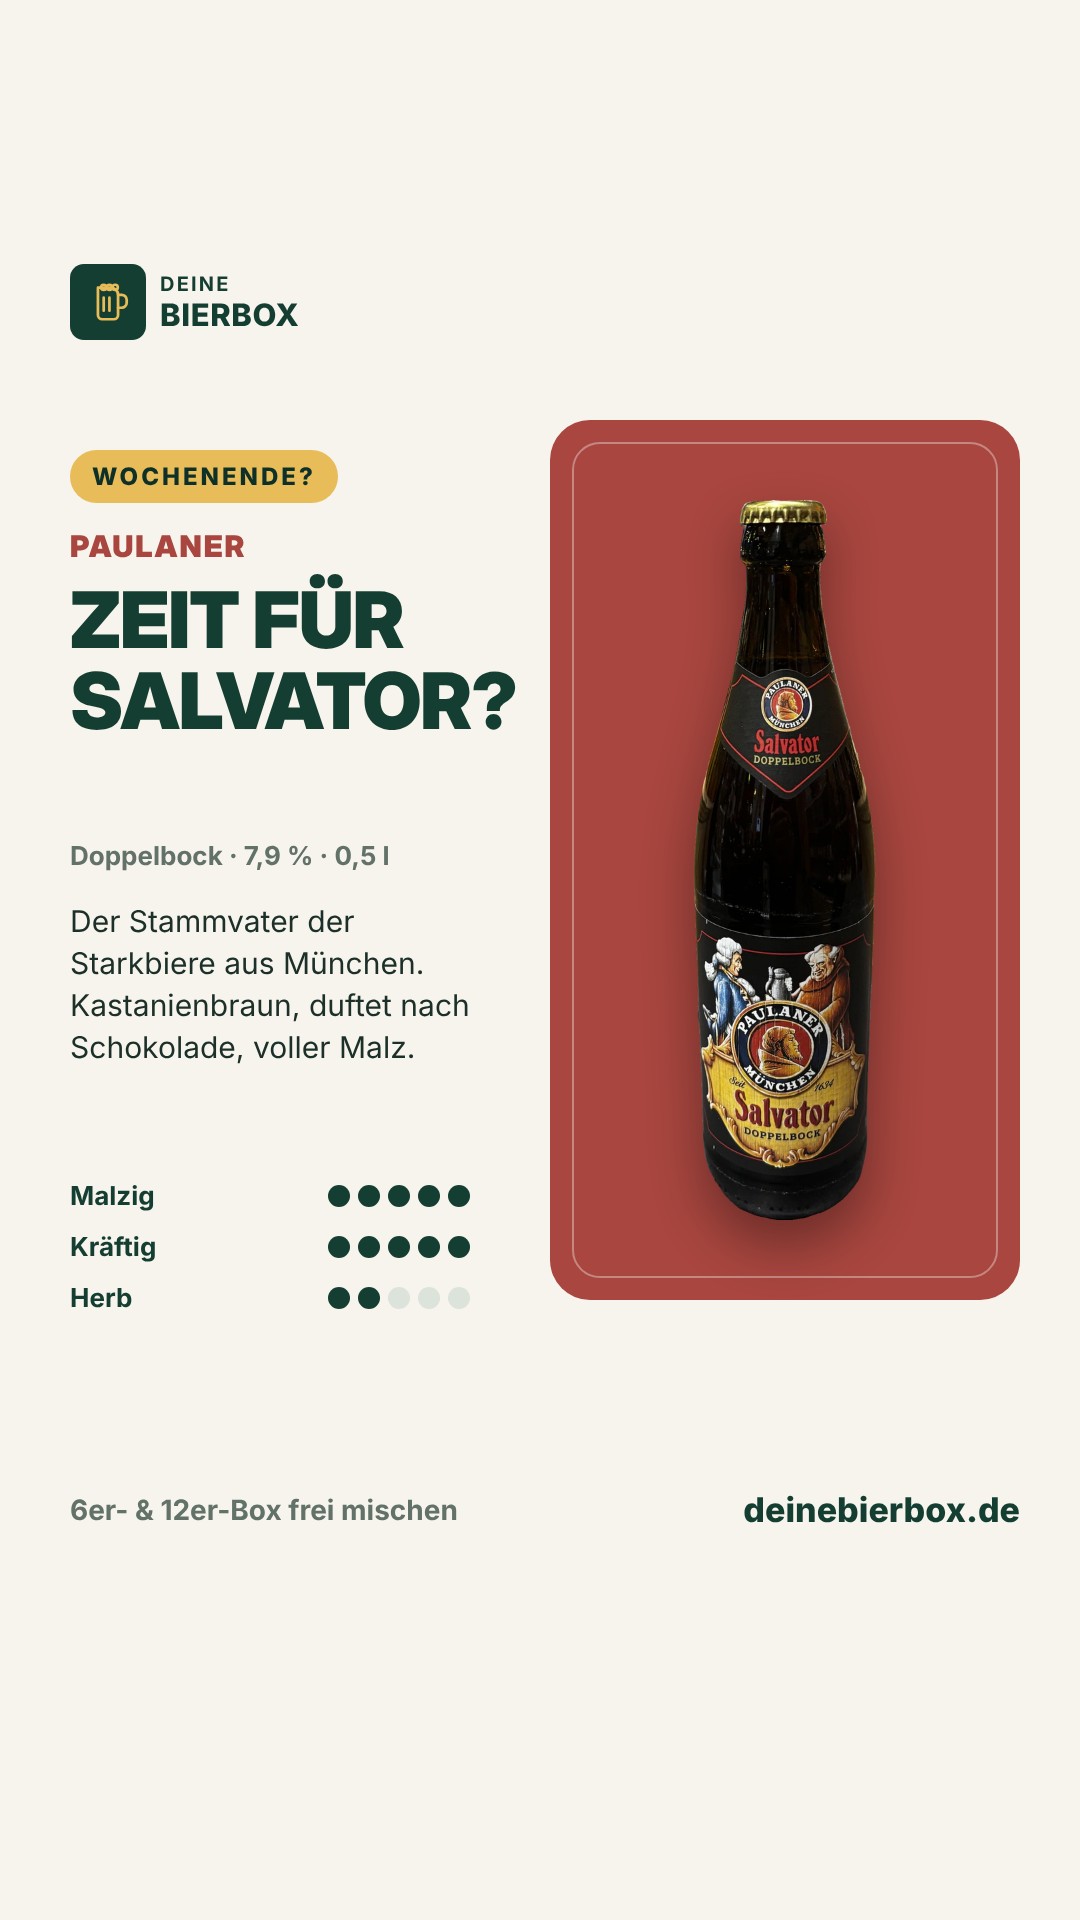 DEINE
BIERBOX
WOCHENENDE?
PAULANER
ZEIT FÜR
SALVATOR?
Doppelbock · 7,9 % · 0,5 l
Der Stammvater der
Starkbiere aus München.
Kastanienbraun, duftet nach
Schokolade, voller Malz.
Malzig
Kräftig
Herb
PAULANER
MÜNCHEN
Salvator
DOPPELBOCK
PAULANER
MÜNCHEN
Seit 1634
Salvator
DOPPELBOCK
6er- & 12er-Box frei mischen
deinebierbox.de